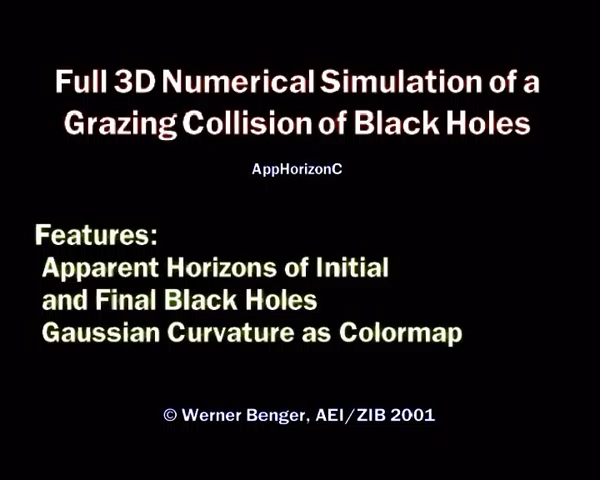 Full 3D Numerical Simulation of a
Grazing Collision of Black Holes
AppHorizonC
Features:
Apparent Horizons of Initial
and Final Black Holes
Gaussian Curvature as Colormap
© Werner Benger, AEI/ZIB 2001